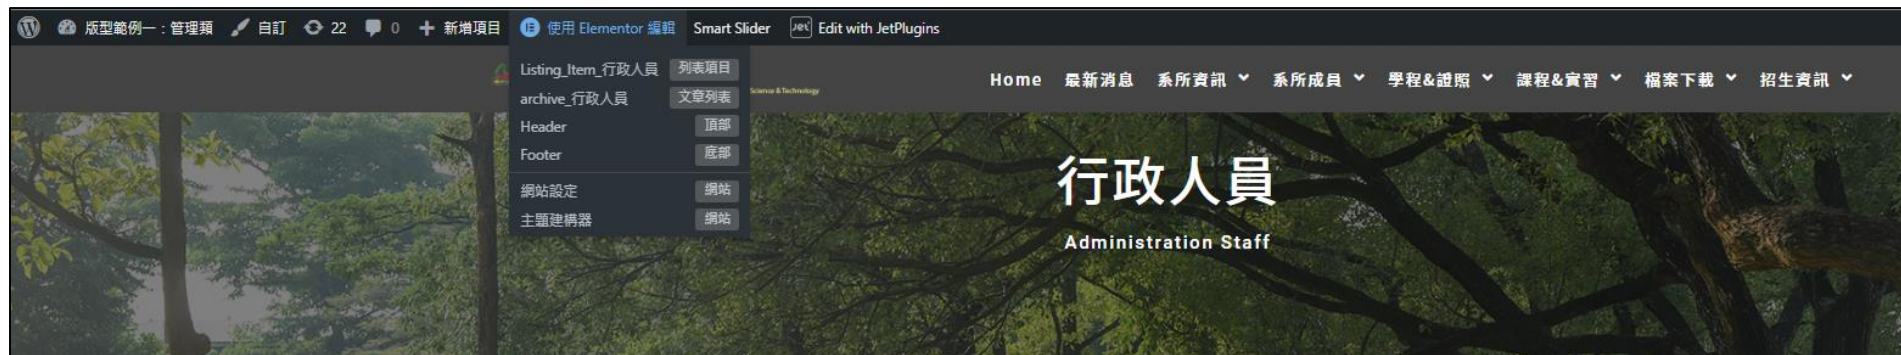 版型範例一：管理類 自訂 22 0 新增項目 使用 Elementor 編輯 Smart Slider Edit with JetPlugins
Listing_Item_行政人員 列表項目
archive_行政人員 文章列表
Header 頂部
Footer 底部
網站設定 網站
主題建構器 網站
Science & Technology
Home 最新消息 系所資訊 系所成員 學程&證照 課程&實習 檔案下載 招生資訊
行政人員
Administration Staff